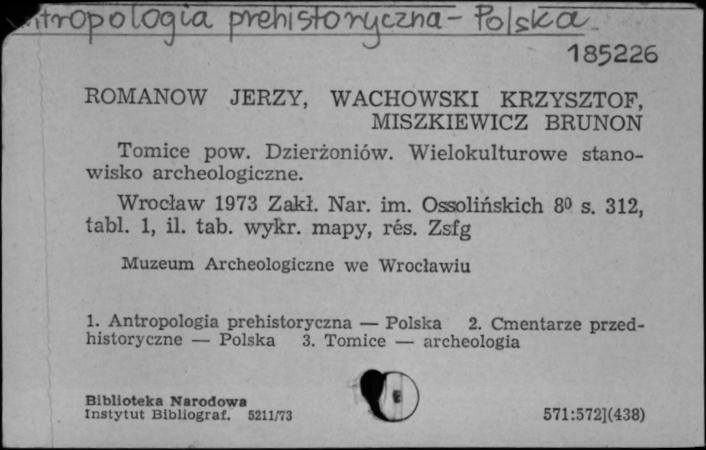 Antropologia prehistoryczna - Polska
185226
ROMANOW JERZY, WACHOWSKI KRZYSZTOF,
MISZKIEWICZ BRUNON
Tomice pow. Dzierżoniów. Wielokulturowe stano-
wisko archeologiczne.
Wrocław 1973 Zakł. Nar. im. Ossolińskich 8⁰ s. 312,
tabl. 1, il. tab. wykr. mapy, rés. Zsfg
Muzeum Archeologiczne we Wrocławiu
1. Antropologia prehistoryczna — Polska 2. Cmentarze przed-
historyczne — Polska 3. Tomice — archeologia
Biblioteka Narodowa
Instytut Bibliograf. 5211/73
571:572](438)